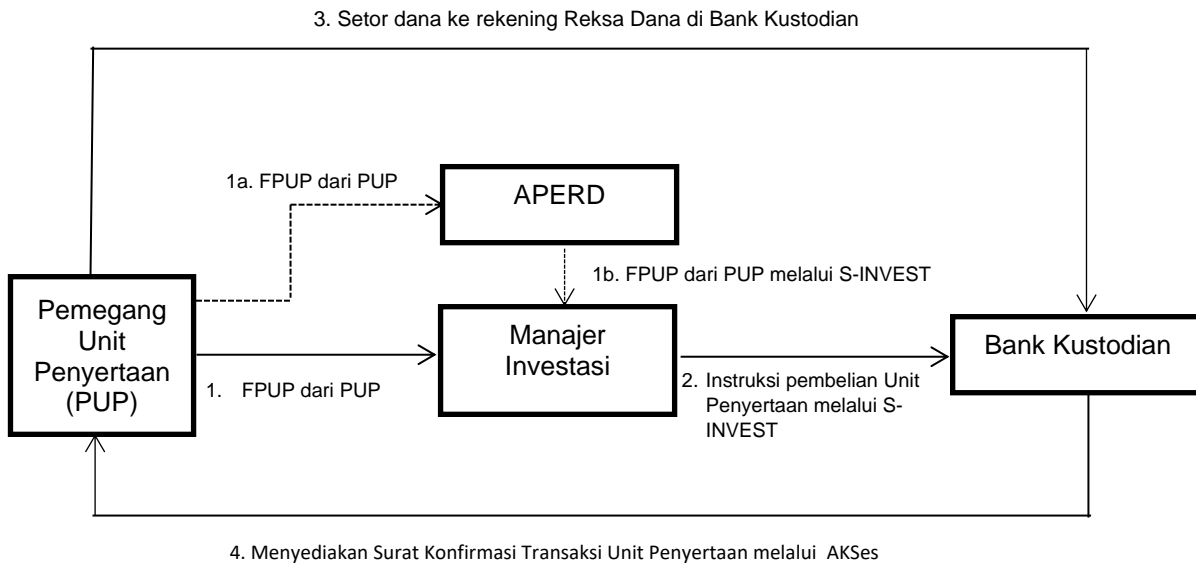 3. Setor dana ke rekening Reksa Dana di Bank Kustodian
1a. FPUP dari PUP
APERD
1b. FPUP dari PUP melalui S-INVEST
Pemegang
Unit
Penyertaan
(PUP)
Manajer
Investasi
Bank Kustodian
1. FPUP dari PUP
2. Instruksi pembelian Unit
Penyertaan melalui S-
INVEST
4. Menyediakan Surat Konfirmasi Transaksi Unit Penyertaan melalui AKSes